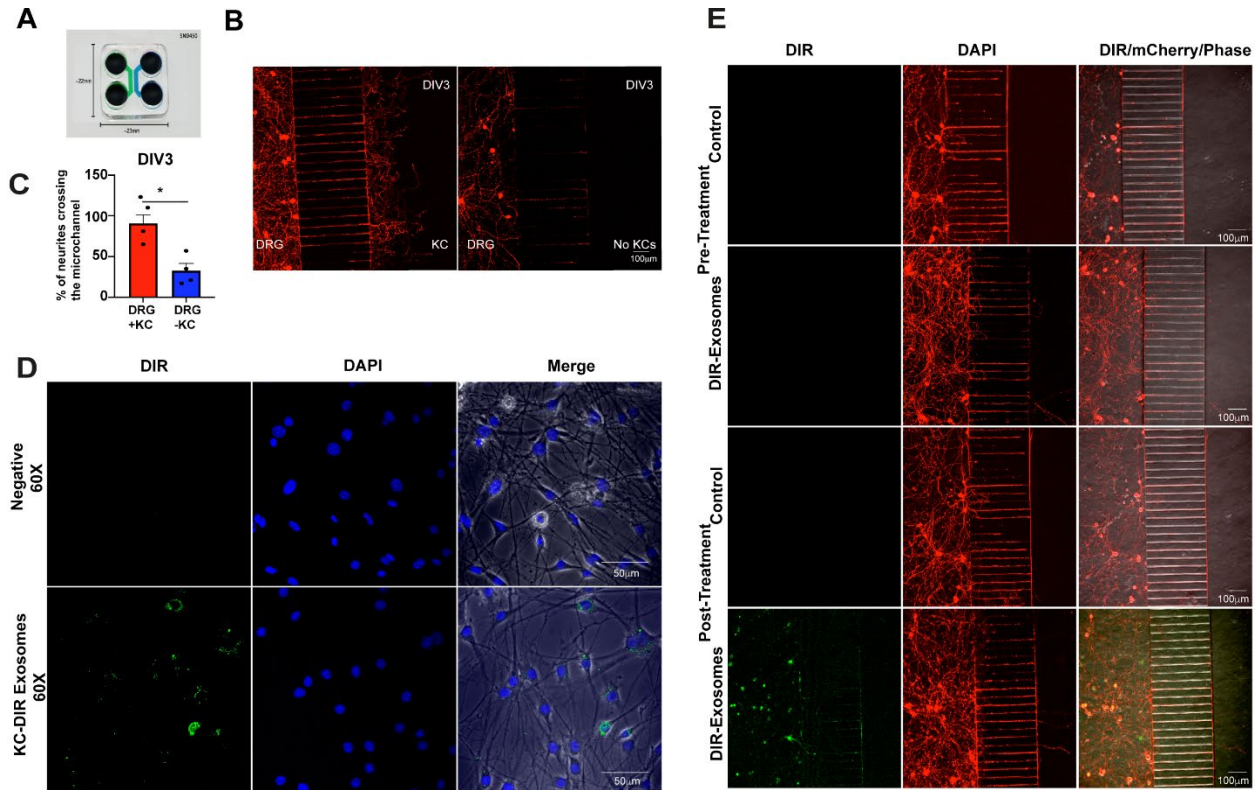 A
SND450
~22mm
~23mm
B
DIV3
DRG
KC
DIV3
DRG
No KCs
100μm
C
DIV3
% of neurites crossing
the microchannel
150
100
50
0
*
DRG
+KC
DRG
-KC
D
DIR
DAPI
Merge
Negative
60X
50μm
KC-DIR Exosomes
60X
50μm
E
DIR
DAPI
DIR/mCherry/Phase
Pre-Treatment
Control
100μm
DIR-Exosomes
100μm
Post-Treatment
Control
100μm
DIR-Exosomes
100μm